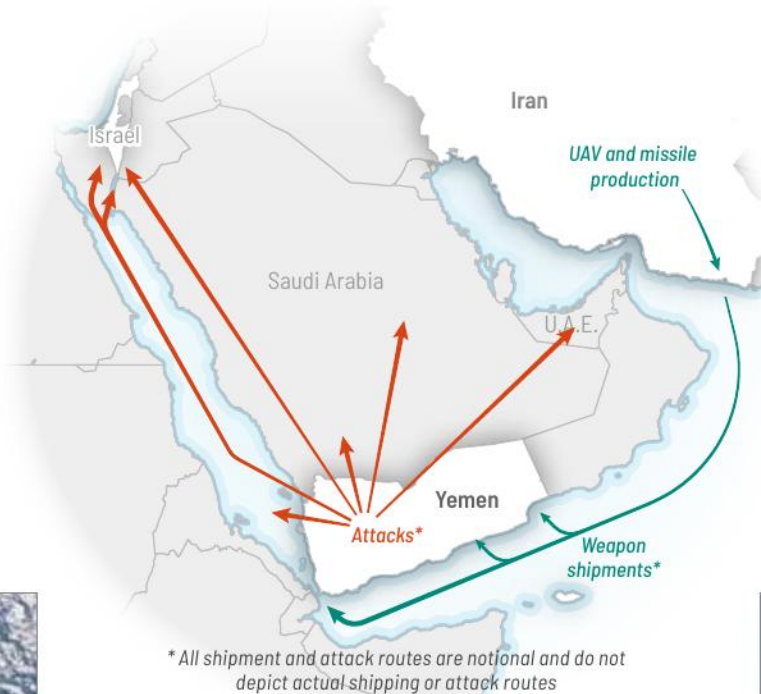 Iran
UAV and missile
production
Israel
Saudi Arabia
U.A.E.
Yemen
Attacks*
Weapon
shipments*
* All shipment and attack routes are notional and do not
depict actual shipping or attack routes